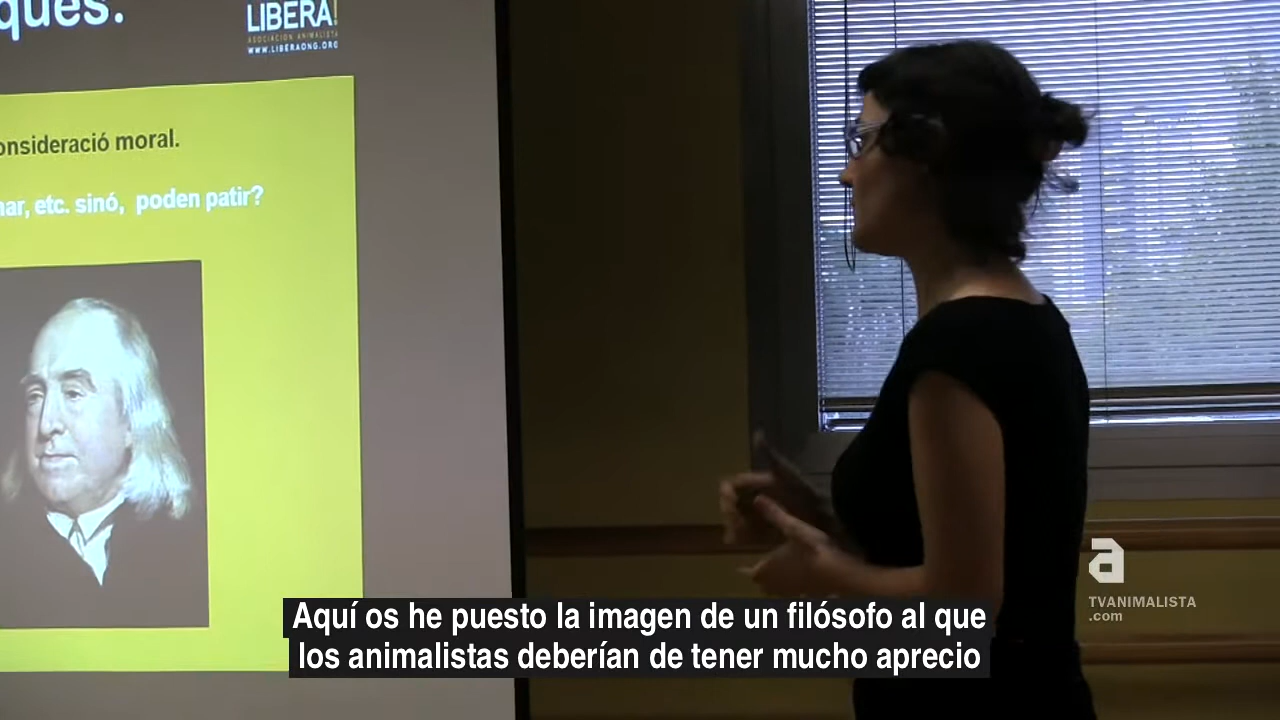 ques.
LIBERA!
ASOCIACIÓN ANIMALISTA
WWW.LIBERAONG.ORG
onsideració moral.
nar, etc. sinó, poden patir?
a
TVANIMALISTA
.com
Aquí os he puesto la imagen de un filósofo al que
los animalistas deberían de tener mucho aprecio